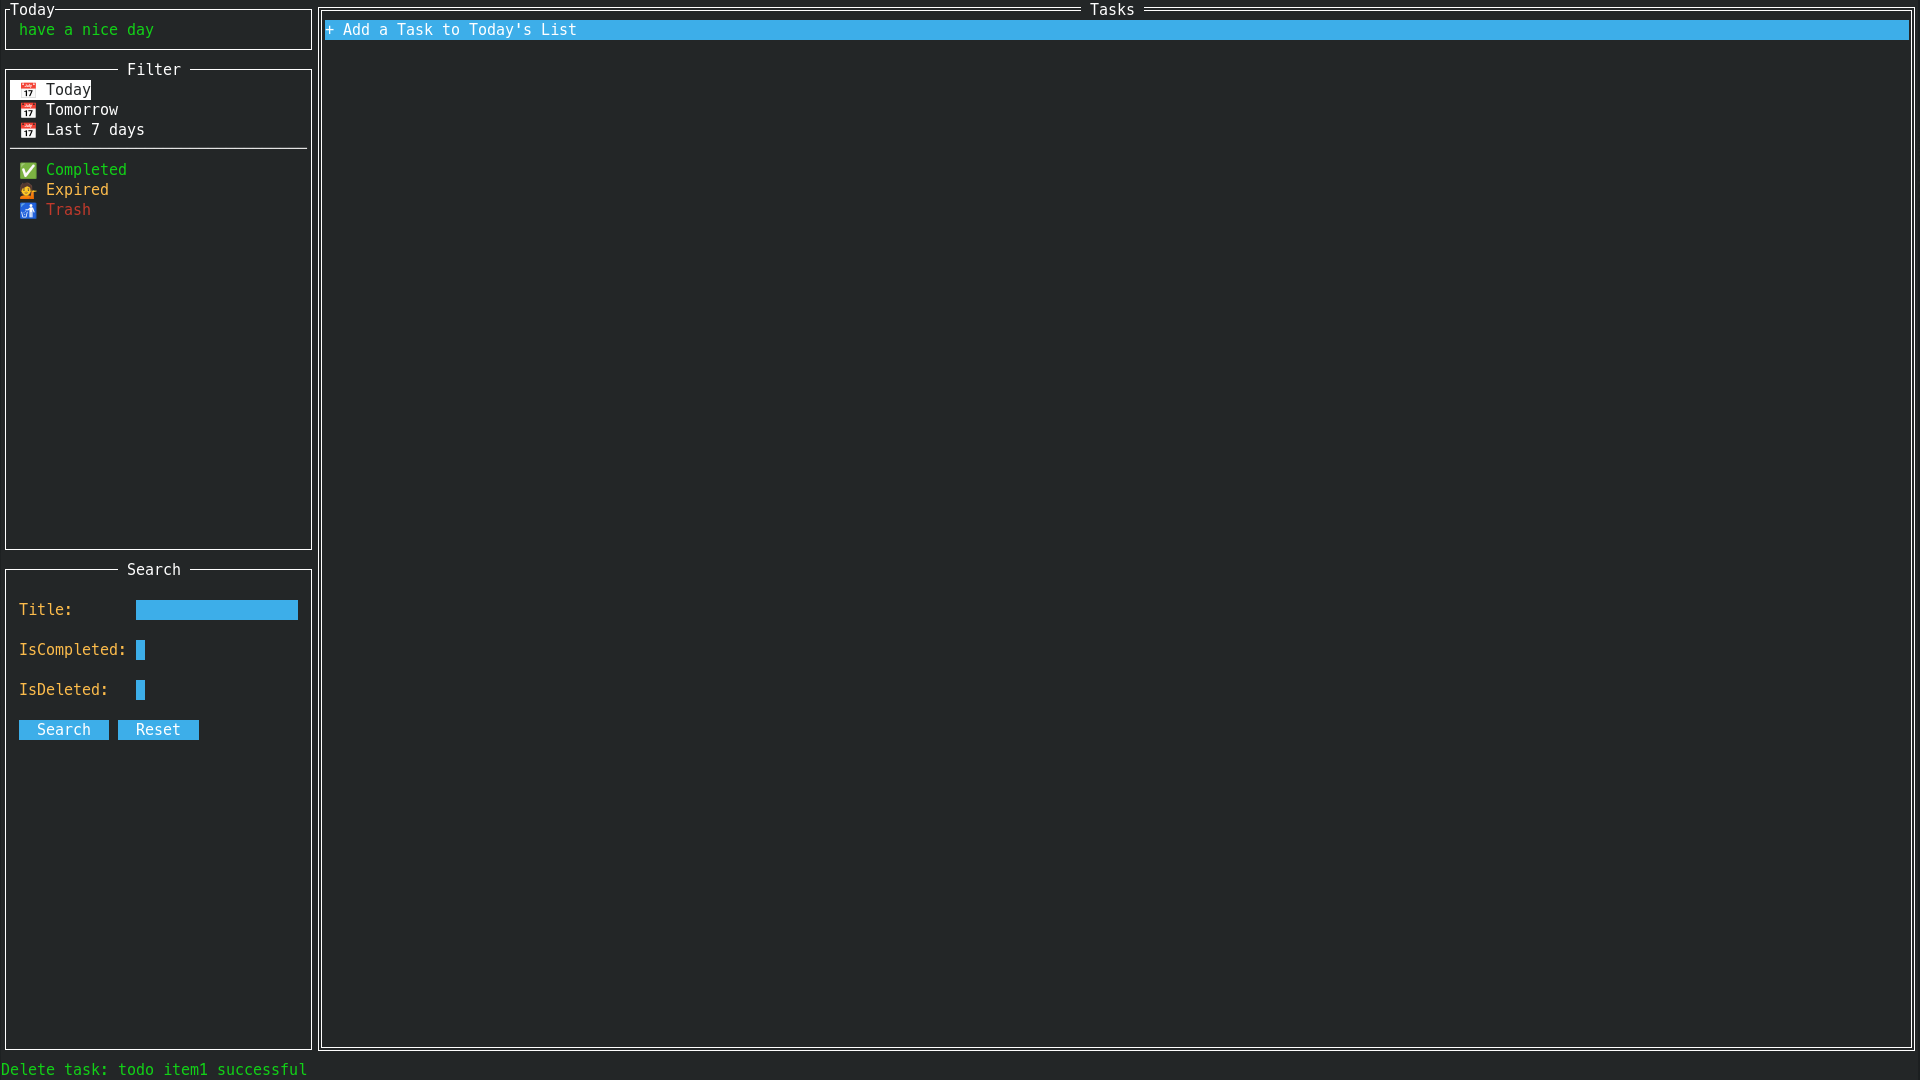 Today
have a nice day
Filter
📅 Today
📅 Tomorrow
📅 Last 7 days
✅ Completed
💁 Expired
🚮 Trash
Search
Title:
IsCompleted:
IsDeleted:
Search Reset
Tasks
+ Add a Task to Today's List
Delete task: todo item1 successful